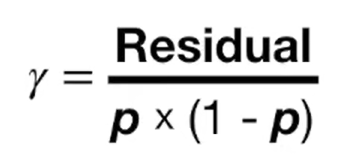 γ = Residual
p × (1 - p)